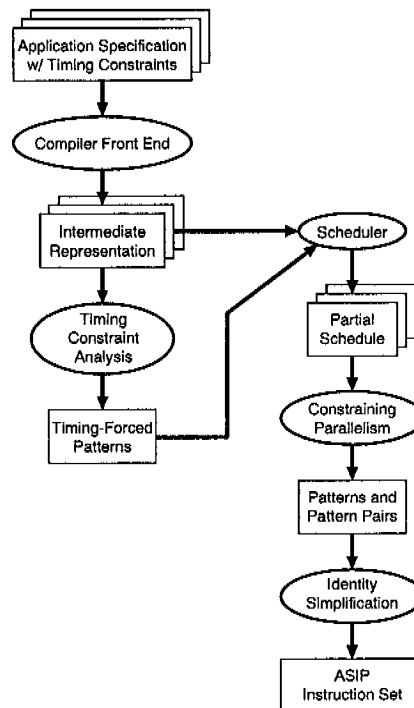 Application Specification
w/ Timing Constraints
Compiler Front End
Intermediate
Representation
Timing
Constraint
Analysis
Timing-Forced
Patterns
Scheduler
Partial
Schedule
Constraining
Parallelism
Patterns and
Pattern Pairs
Identity
Simplification
ASIP
Instruction Set